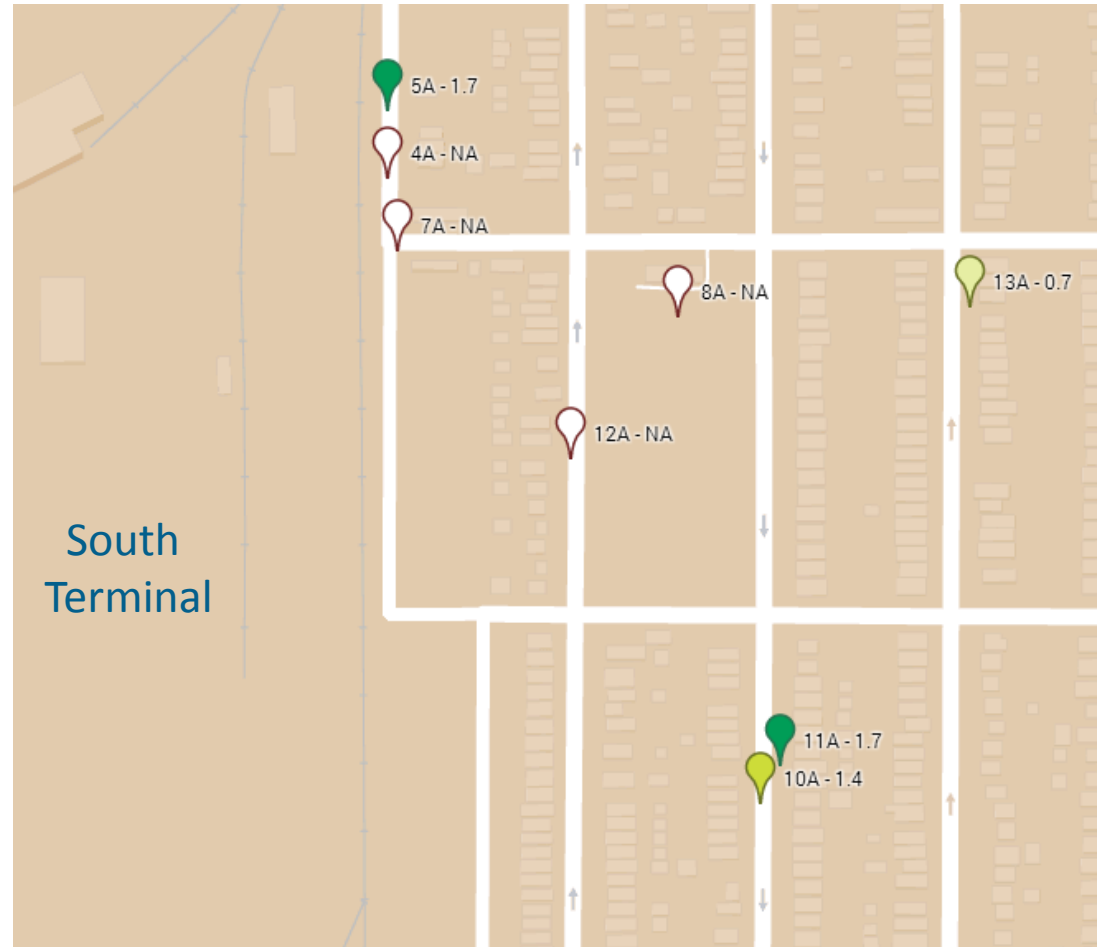 5A - 1.7
4A - NA
7A - NA
8A - NA
13A - 0.7
12A - NA
South
Terminal
11A - 1.7
10A - 1.4